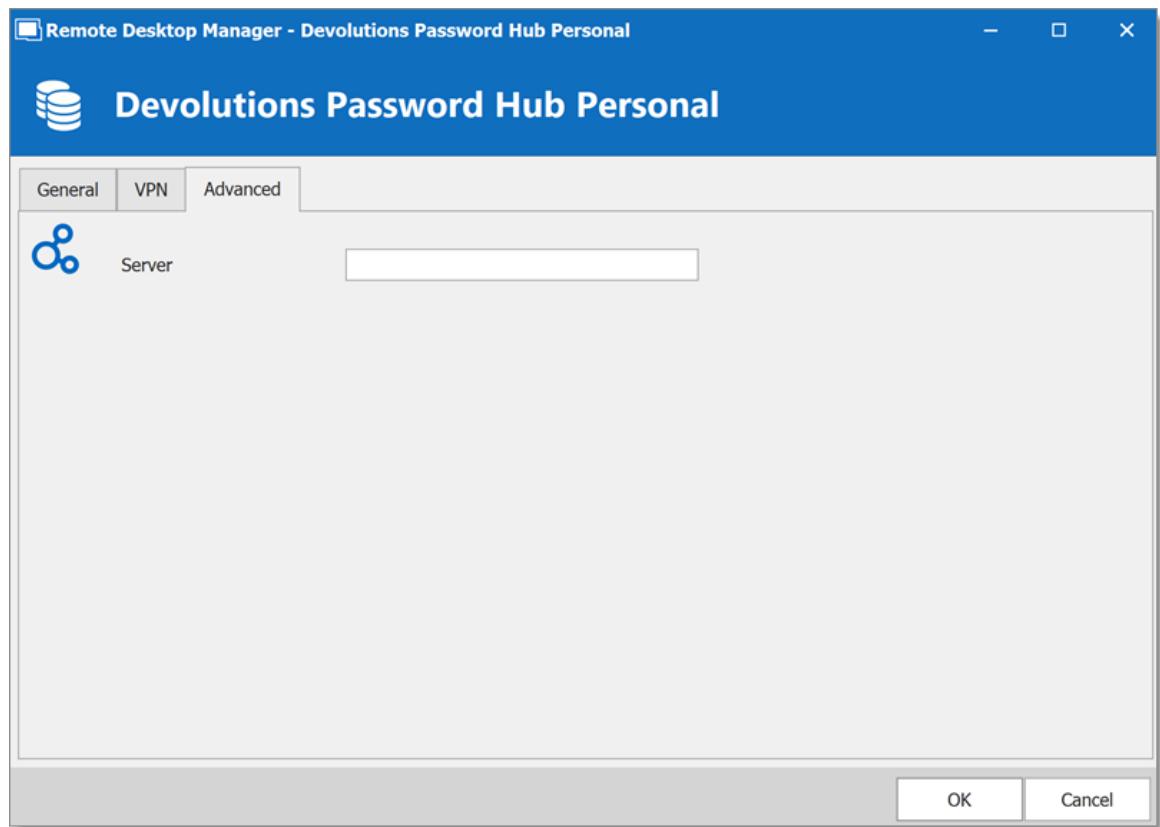 Remote Desktop Manager - Devolutions Password Hub Personal
Devolutions Password Hub Personal
General VPN Advanced
Server
OK Cancel